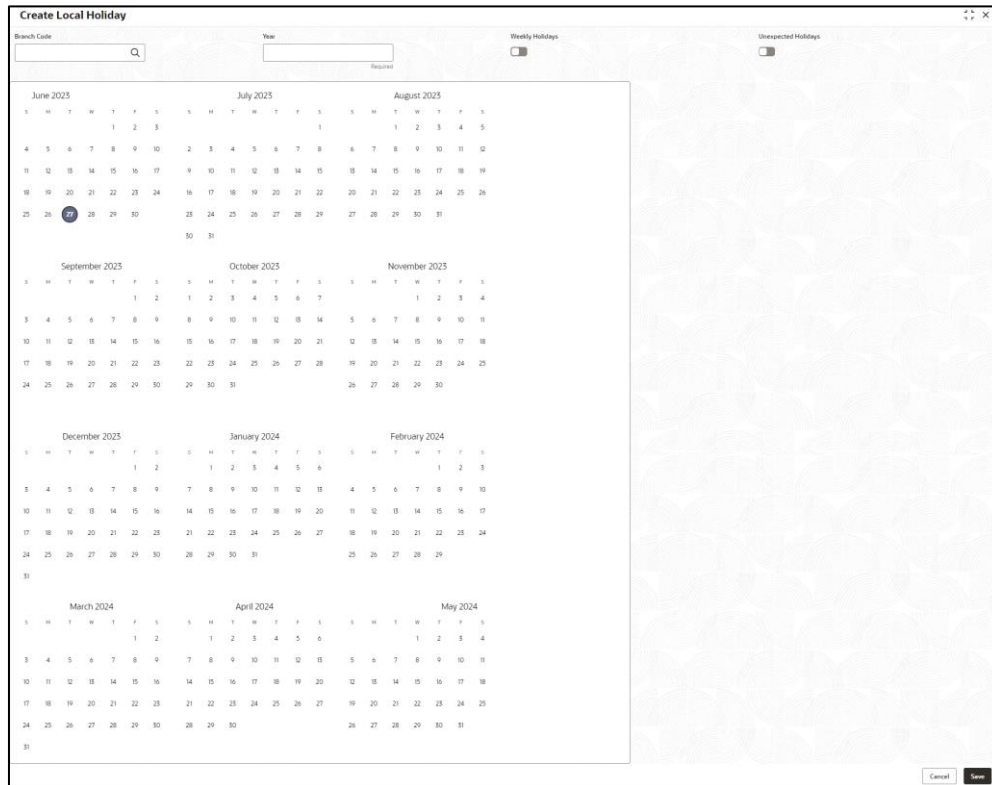 Create Local Holiday
Branch Code Year Weekly Holidays Unexpected Holidays
Required
June 2023 July 2023 August 2023
S M T W T F S S M T W T F S S M T W T F S
1 2 3 1 1 2 3 4 5
4 5 6 7 8 9 10 2 3 4 5 6 7 8 6 7 8 9 10 11 12
11 12 13 14 15 16 17 9 10 11 12 13 14 15 13 14 15 16 17 18 19
18 19 20 21 22 23 24 16 17 18 19 20 21 22 20 21 22 23 24 25 26
25 26 27 28 29 30 23 24 25 26 27 28 29 27 28 29 30 31
30 31
September 2023 October 2023 November 2023
S M T W T F S S M T W T F S S M T W T F S
1 2 1 2 3 4 5 6 7 1 2 3 4
3 4 5 6 7 8 9 8 9 10 11 12 13 14 5 6 7 8 9 10 11
10 11 12 13 14 15 16 15 16 17 18 19 20 21 12 13 14 15 16 17 18
17 18 19 20 21 22 23 22 23 24 25 26 27 28 19 20 21 22 23 24 25
24 25 26 27 28 29 30 29 30 31 26 27 28 29 30
December 2023 January 2024 February 2024
S M T W T F S S M T W T F S S M T W T F S
1 2 1 2 3 4 5 6 1 2 3
3 4 5 6 7 8 9 7 8 9 10 11 12 13 4 5 6 7 8 9 10
10 11 12 13 14 15 16 14 15 16 17 18 19 20 11 12 13 14 15 16 17
17 18 19 20 21 22 23 21 22 23 24 25 26 27 18 19 20 21 22 23 24
24 25 26 27 28 29 30 28 29 30 31 25 26 27 28 29
31
March 2024 April 2024 May 2024
S M T W T F S S M T W T F S S M T W T F S
1 2 1 2 3 4 5 6 1 2 3 4
3 4 5 6 7 8 9 7 8 9 10 11 12 13 5 6 7 8 9 10 11
10 11 12 13 14 15 16 14 15 16 17 18 19 20 12 13 14 15 16 17 18
17 18 19 20 21 22 23 21 22 23 24 25 26 27 19 20 21 22 23 24 25
24 25 26 27 28 29 30 28 29 30 26 27 28 29 30 31
31
Cancel Save